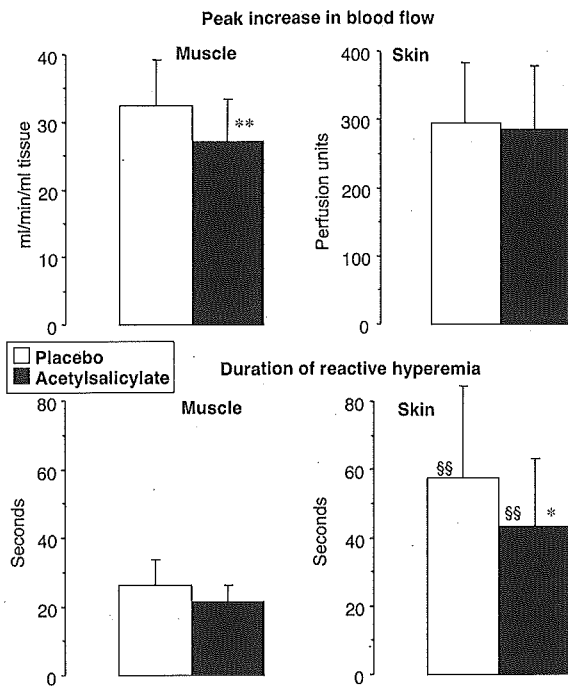 Peak increase in blood flow
Muscle
Skin
ml/min/ml tissue
40
30
20
10
0
**
Perfusion units
400
300
200
100
0
Placebo
Acetylsalicylate
Duration of reactive hyperemia
Muscle
Skin
Seconds
80
60
40
20
0
Seconds
80
60
40
20
0
§§
§§ *